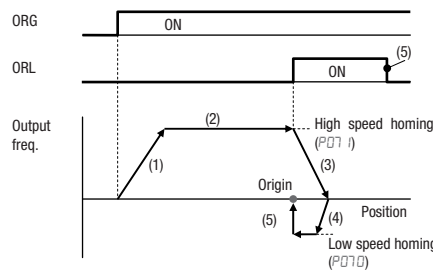 ORG
ON
ORL
ON
(5)
Output
freq.
(2)
High speed homing
(P071)
(1)
(3)
Origin
Position
(5)
(4)
Low speed homing
(P070)